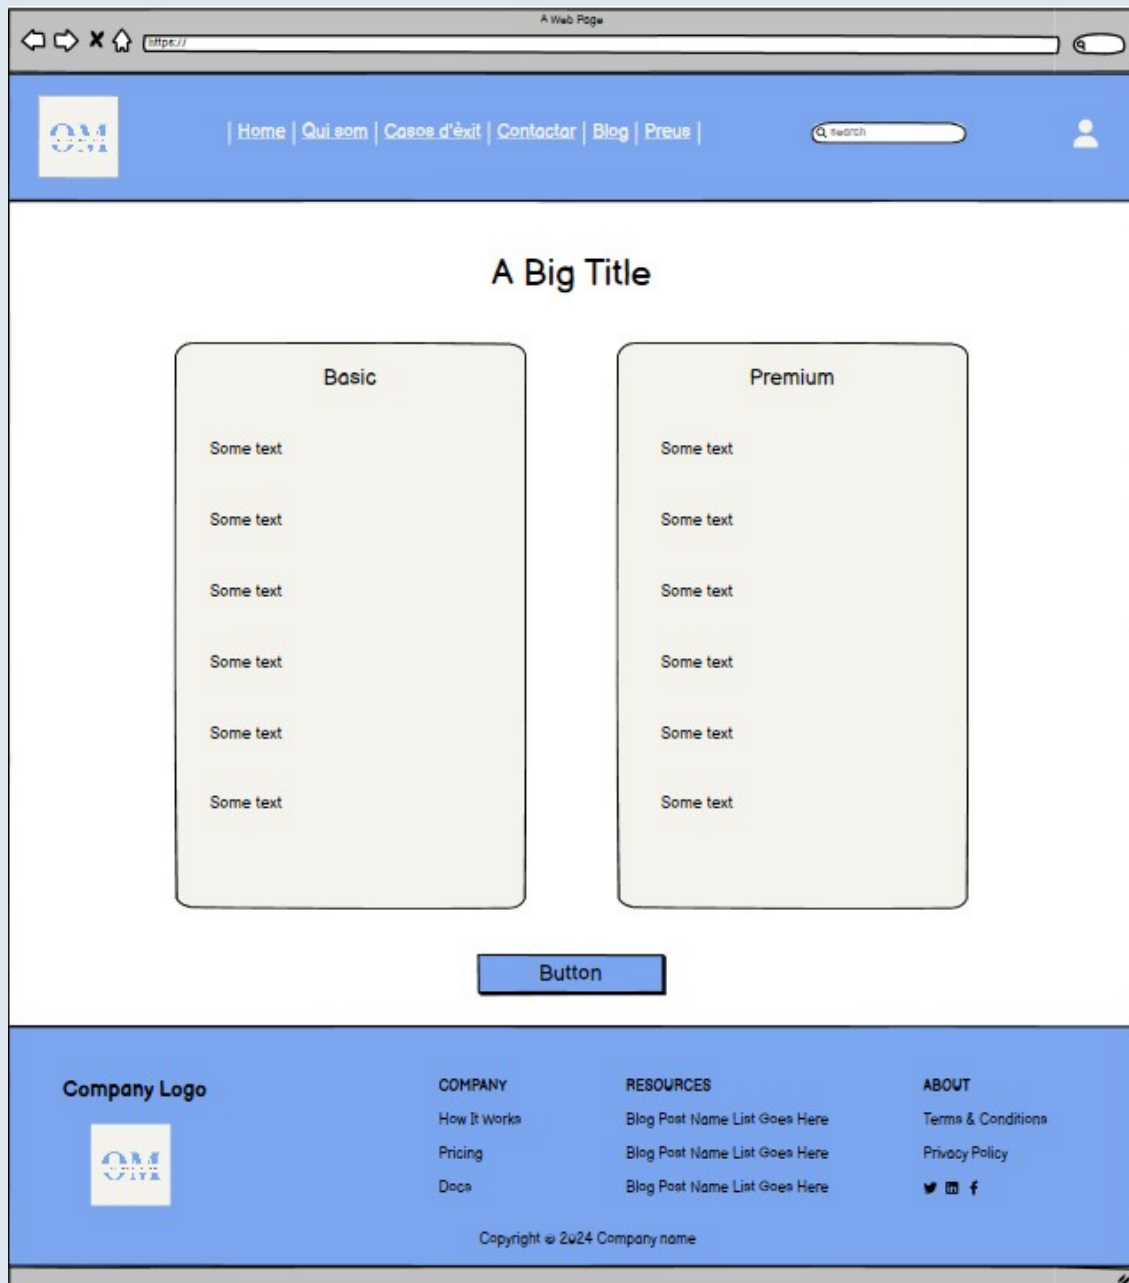 A Web Page
https://
OM
| Home | Qui som | Casos d'èxit | Contactar | Blog | Preus |
search
A Big Title
Basic
Some text
Some text
Some text
Some text
Some text
Some text
Premium
Some text
Some text
Some text
Some text
Some text
Some text
Button
Company Logo
OM
COMPANY
How It Works
Pricing
Docs
RESOURCES
Blog Post Name List Goes Here
Blog Post Name List Goes Here
Blog Post Name List Goes Here
ABOUT
Terms & Conditions
Privacy Policy
Copyright © 2024 Company name